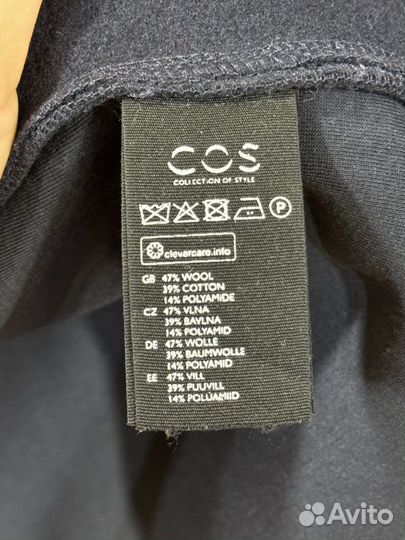 COS
COLLECTION OF STYLE
P
clevercare.info
GB 47% WOOL
39% COTTON
14% POLYAMIDE
CZ 47% VLNA
39% BAVLNA
14% POLYAMID
DE 47% WOLLE
39% BAUMWOLLE
14% POLYAMID
EE 47% VILL
39% PUUVILL
14% POLÜAMIID
Avito